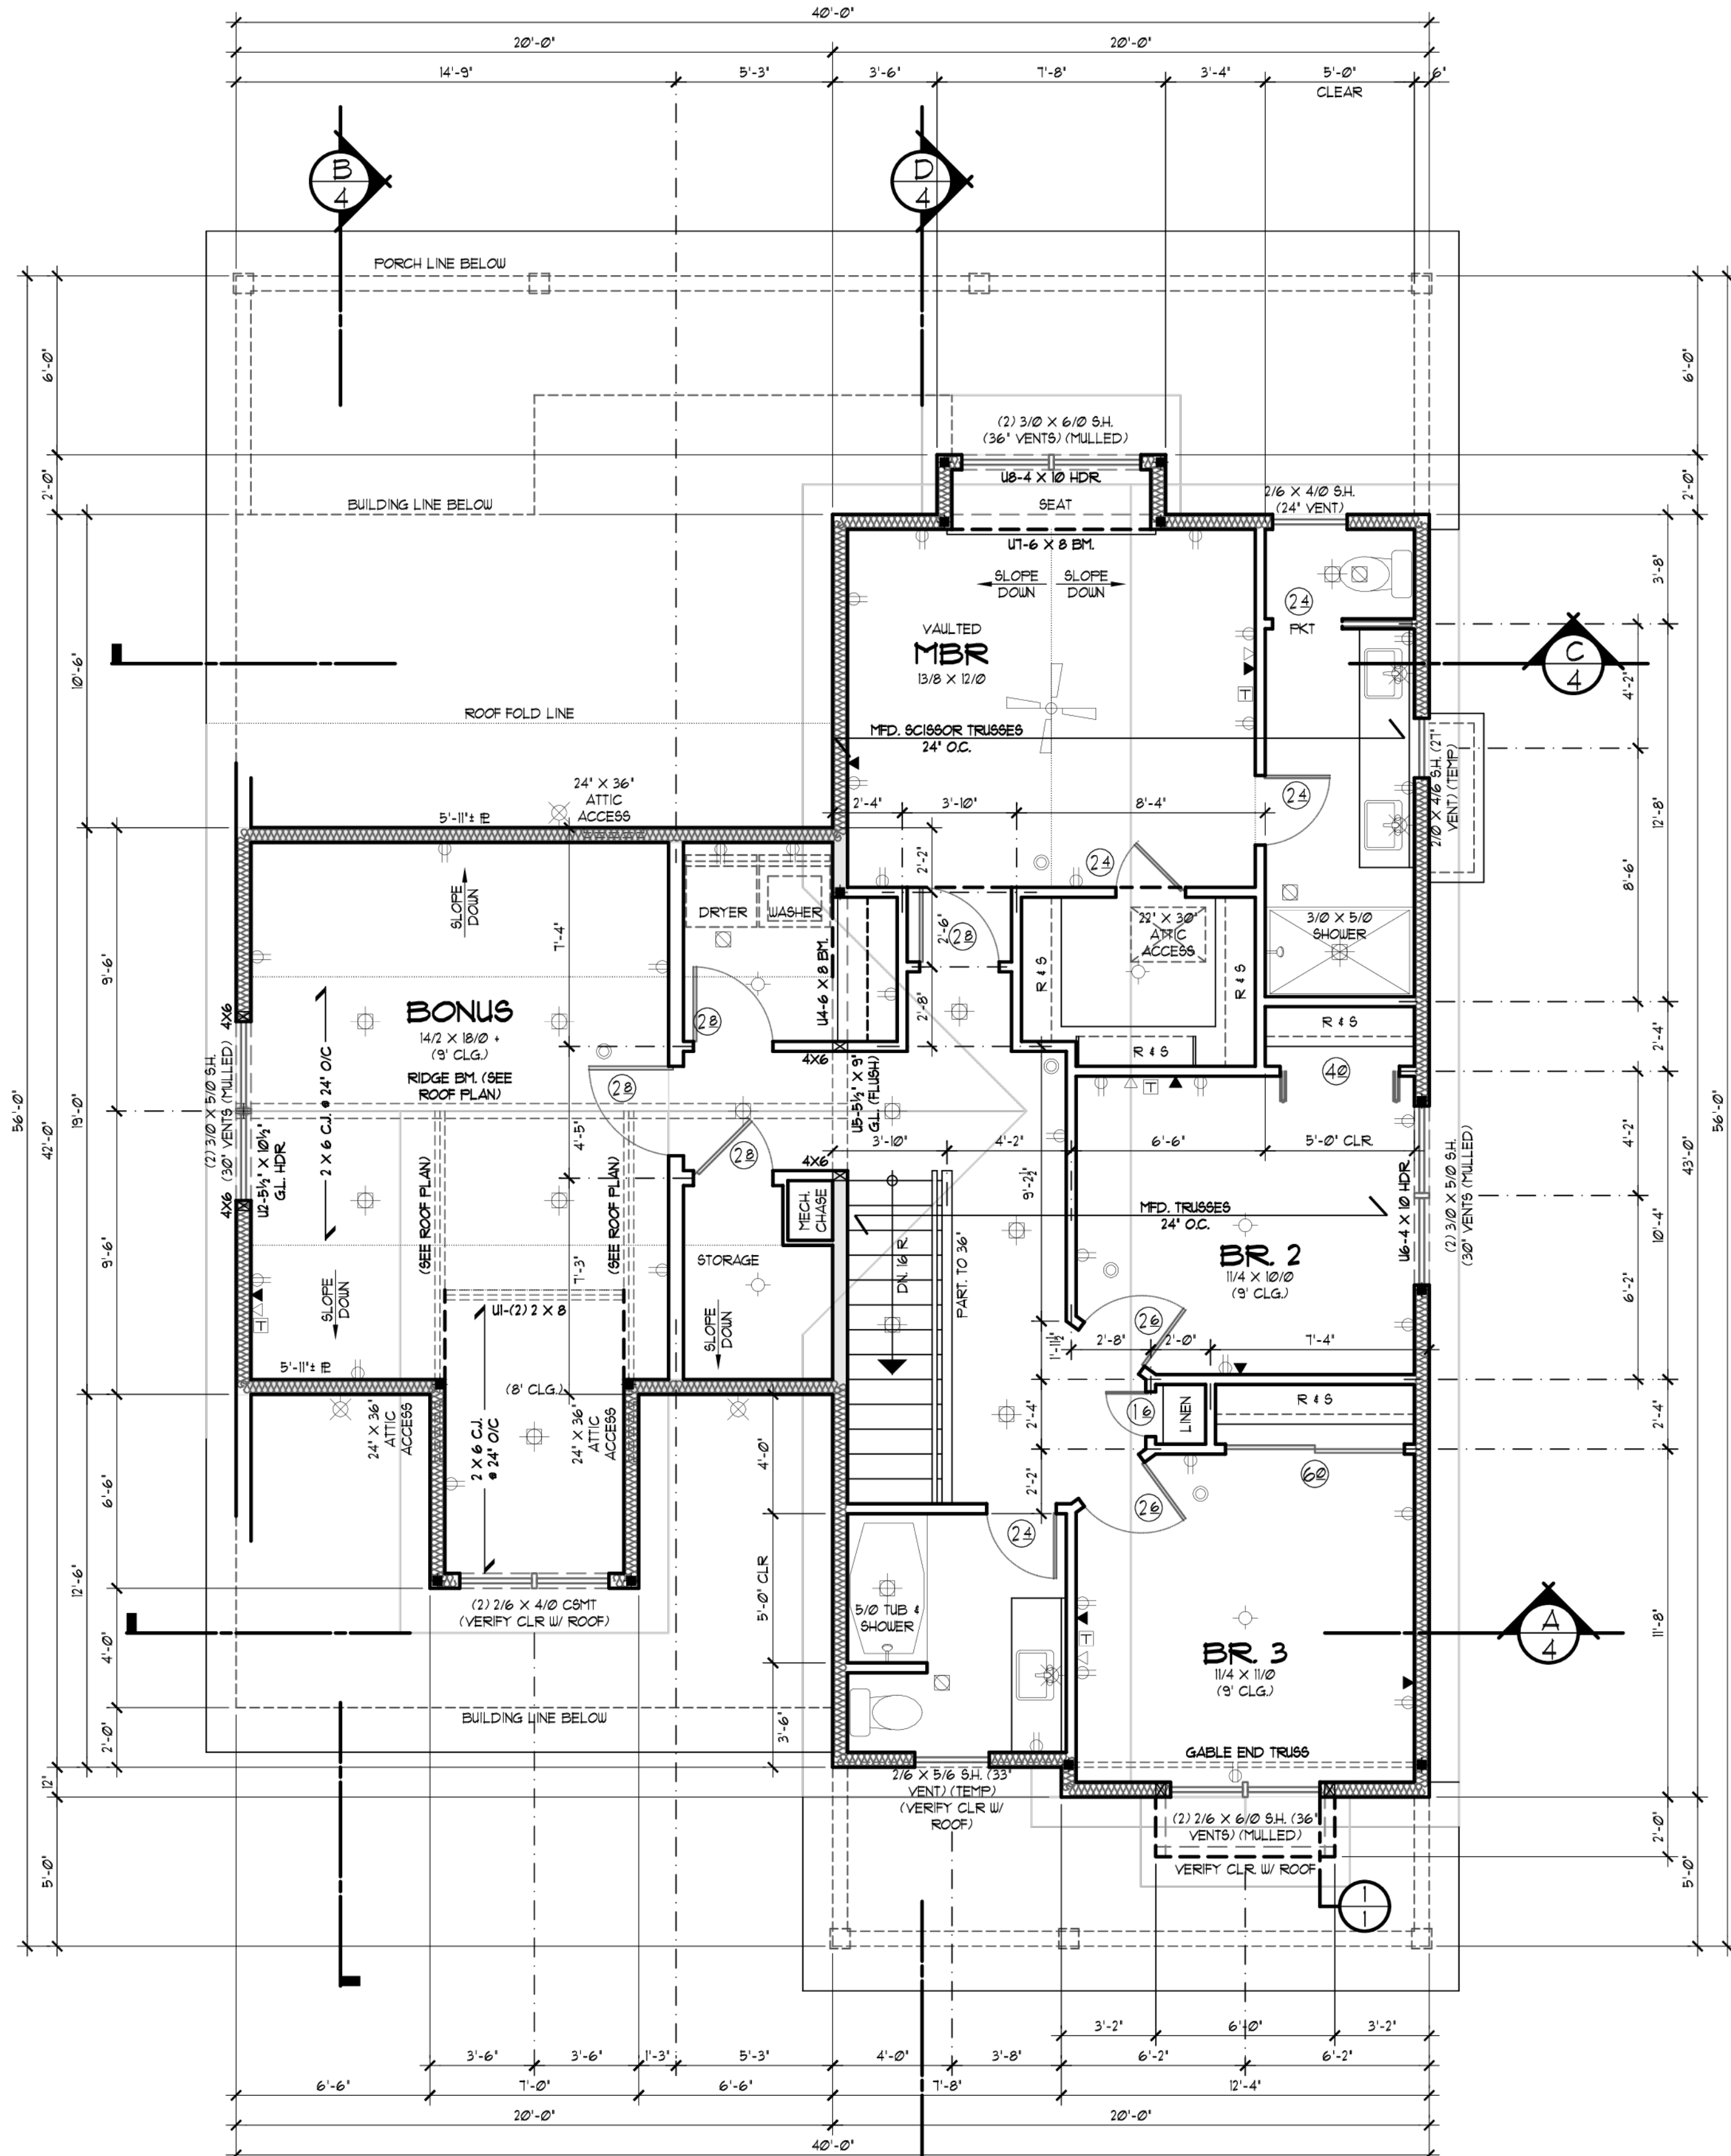 40'-0"
20'-0" 20'-0"
14'-9" 5'-3" 3'-6" 7'-8" 3'-4" 5'-0" 6"
CLEAR
B
4
D
4
PORCH LINE BELOW
6'-0"
6'-0"
(2) 3/0 X 6/0 S.H.
(36" VENTS) (MULLED)
U8-4 X 10 HDR.
SEAT
2/6 X 4/0 S.H.
(24" VENT)
2'-0"
2'-0"
BUILDING LINE BELOW
U7-6 X 8 BM.
SLOPE
DOWN
SLOPE
DOWN
3'-8"
24
PKT
VAULTED
MBR
13/8 X 12/0
C
4
4'-2"
10'-6"
T
ROOF FOLD LINE
MFD. SCISSOR TRUSSES
24" O.C.
2/0 X 4/6 S.H. (27"
VENT) (TEMP)
24" X 36"
ATTIC
ACCESS
5'-11"± PL
2'-4" 3'-10" 8'-4"
24
12'-8"
8'-6"
2'-2"
24
SLOPE
DOWN
DRYER
WASHER
7'-4"
9'-6"
2'-6"
28
22" X 30"
ATTIC
ACCESS
3/0 X 5/0
SHOWER
R & S
R & S
R & S
U4-6 X 8 BM.
2'-8"
4X6
BONUS
14/2 X 18/0 +
(9' CLG.)
RIDGE BM. (SEE
ROOF PLAN)
28
R & S
40
2'-4"
4X6
T
28
(2) 3/0 X 5/0 S.H.
(30" VENTS) (MULLED)
2 X 6 C.J. @ 24" O/C
U2-5½" X 10½"
G.L. HDR
4X6
U5-5½" X 9"
G.L. (FLUSH)
56'-0"
42'-0"
19'-0"
4'-5"
28
3'-10" 4'-2" 6'-6" 5'-0" CLR.
4'-2"
43'-0"
56'-0"
4X6
9'-2½"
MECH.
CHASE
(SEE ROOF PLAN)
(SEE ROOF PLAN)
MFD. TRUSSES
24" O.C.
U6-4 X 10 HDR.
(2) 3/0 X 5/0 S.H.
(30" VENTS) (MULLED)
10'-4"
9'-6"
STORAGE
DN. 16 R
PART. TO 36"
BR. 2
11/4 X 10/0
(9' CLG.)
7'-3"
6'-2"
SLOPE
DOWN
T
U1-(2) 2 X 8
SLOPE
DOWN
1'-11½"
26
2'-8" 2'-0" 7'-4"
5'-11"± PL
(8' CLG.)
24" X 36"
ATTIC
ACCESS
2 X 6 C.J.
@ 24" O/C
24" X 36"
ATTIC
ACCESS
4'-0"
2'-4"
16
LINEN
R & S
2'-4"
6'-6"
2'-2"
60
26
24
12'-6"
(2) 2/6 X 4/0 CSMT
(VERIFY CLR W/ ROOF)
5'-0" CLR
5/0 TUB &
SHOWER
T
A
4
4'-0"
BR. 3
11/4 X 11/0
(9' CLG.)
11'-8"
BUILDING LINE BELOW
2'-0"
3'-6"
GABLE END TRUSS
12"
2/6 X 5/6 S.H. (33"
VENT) (TEMP)
(VERIFY CLR W/
ROOF)
(2) 2/6 X 6/0 S.H. (36"
VENTS) (MULLED)
VERIFY CLR. W/ ROOF
2'-0"
5'-0"
5'-0"
1
1
3'-2" 6'-0" 3'-2"
3'-6" 3'-6" 1'-3" 5'-3" 4'-0" 3'-8" 6'-2" 6'-2"
6'-6" 7'-0" 6'-6" 7'-8" 12'-4"
20'-0" 20'-0"
40'-0"